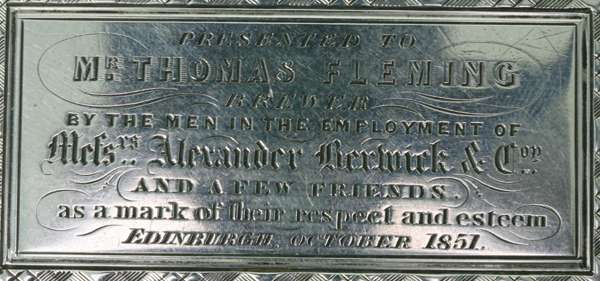 PRESENTED TO
MR. THOMAS FLEMING
BREWER
BY THE MEN IN THE EMPLOYMENT OF
Mefsrs. Alexander Berwick & Coy.
AND A FEW FRIENDS.
as a mark of their respect and esteem
EDINBURGH, OCTOBER 1851.